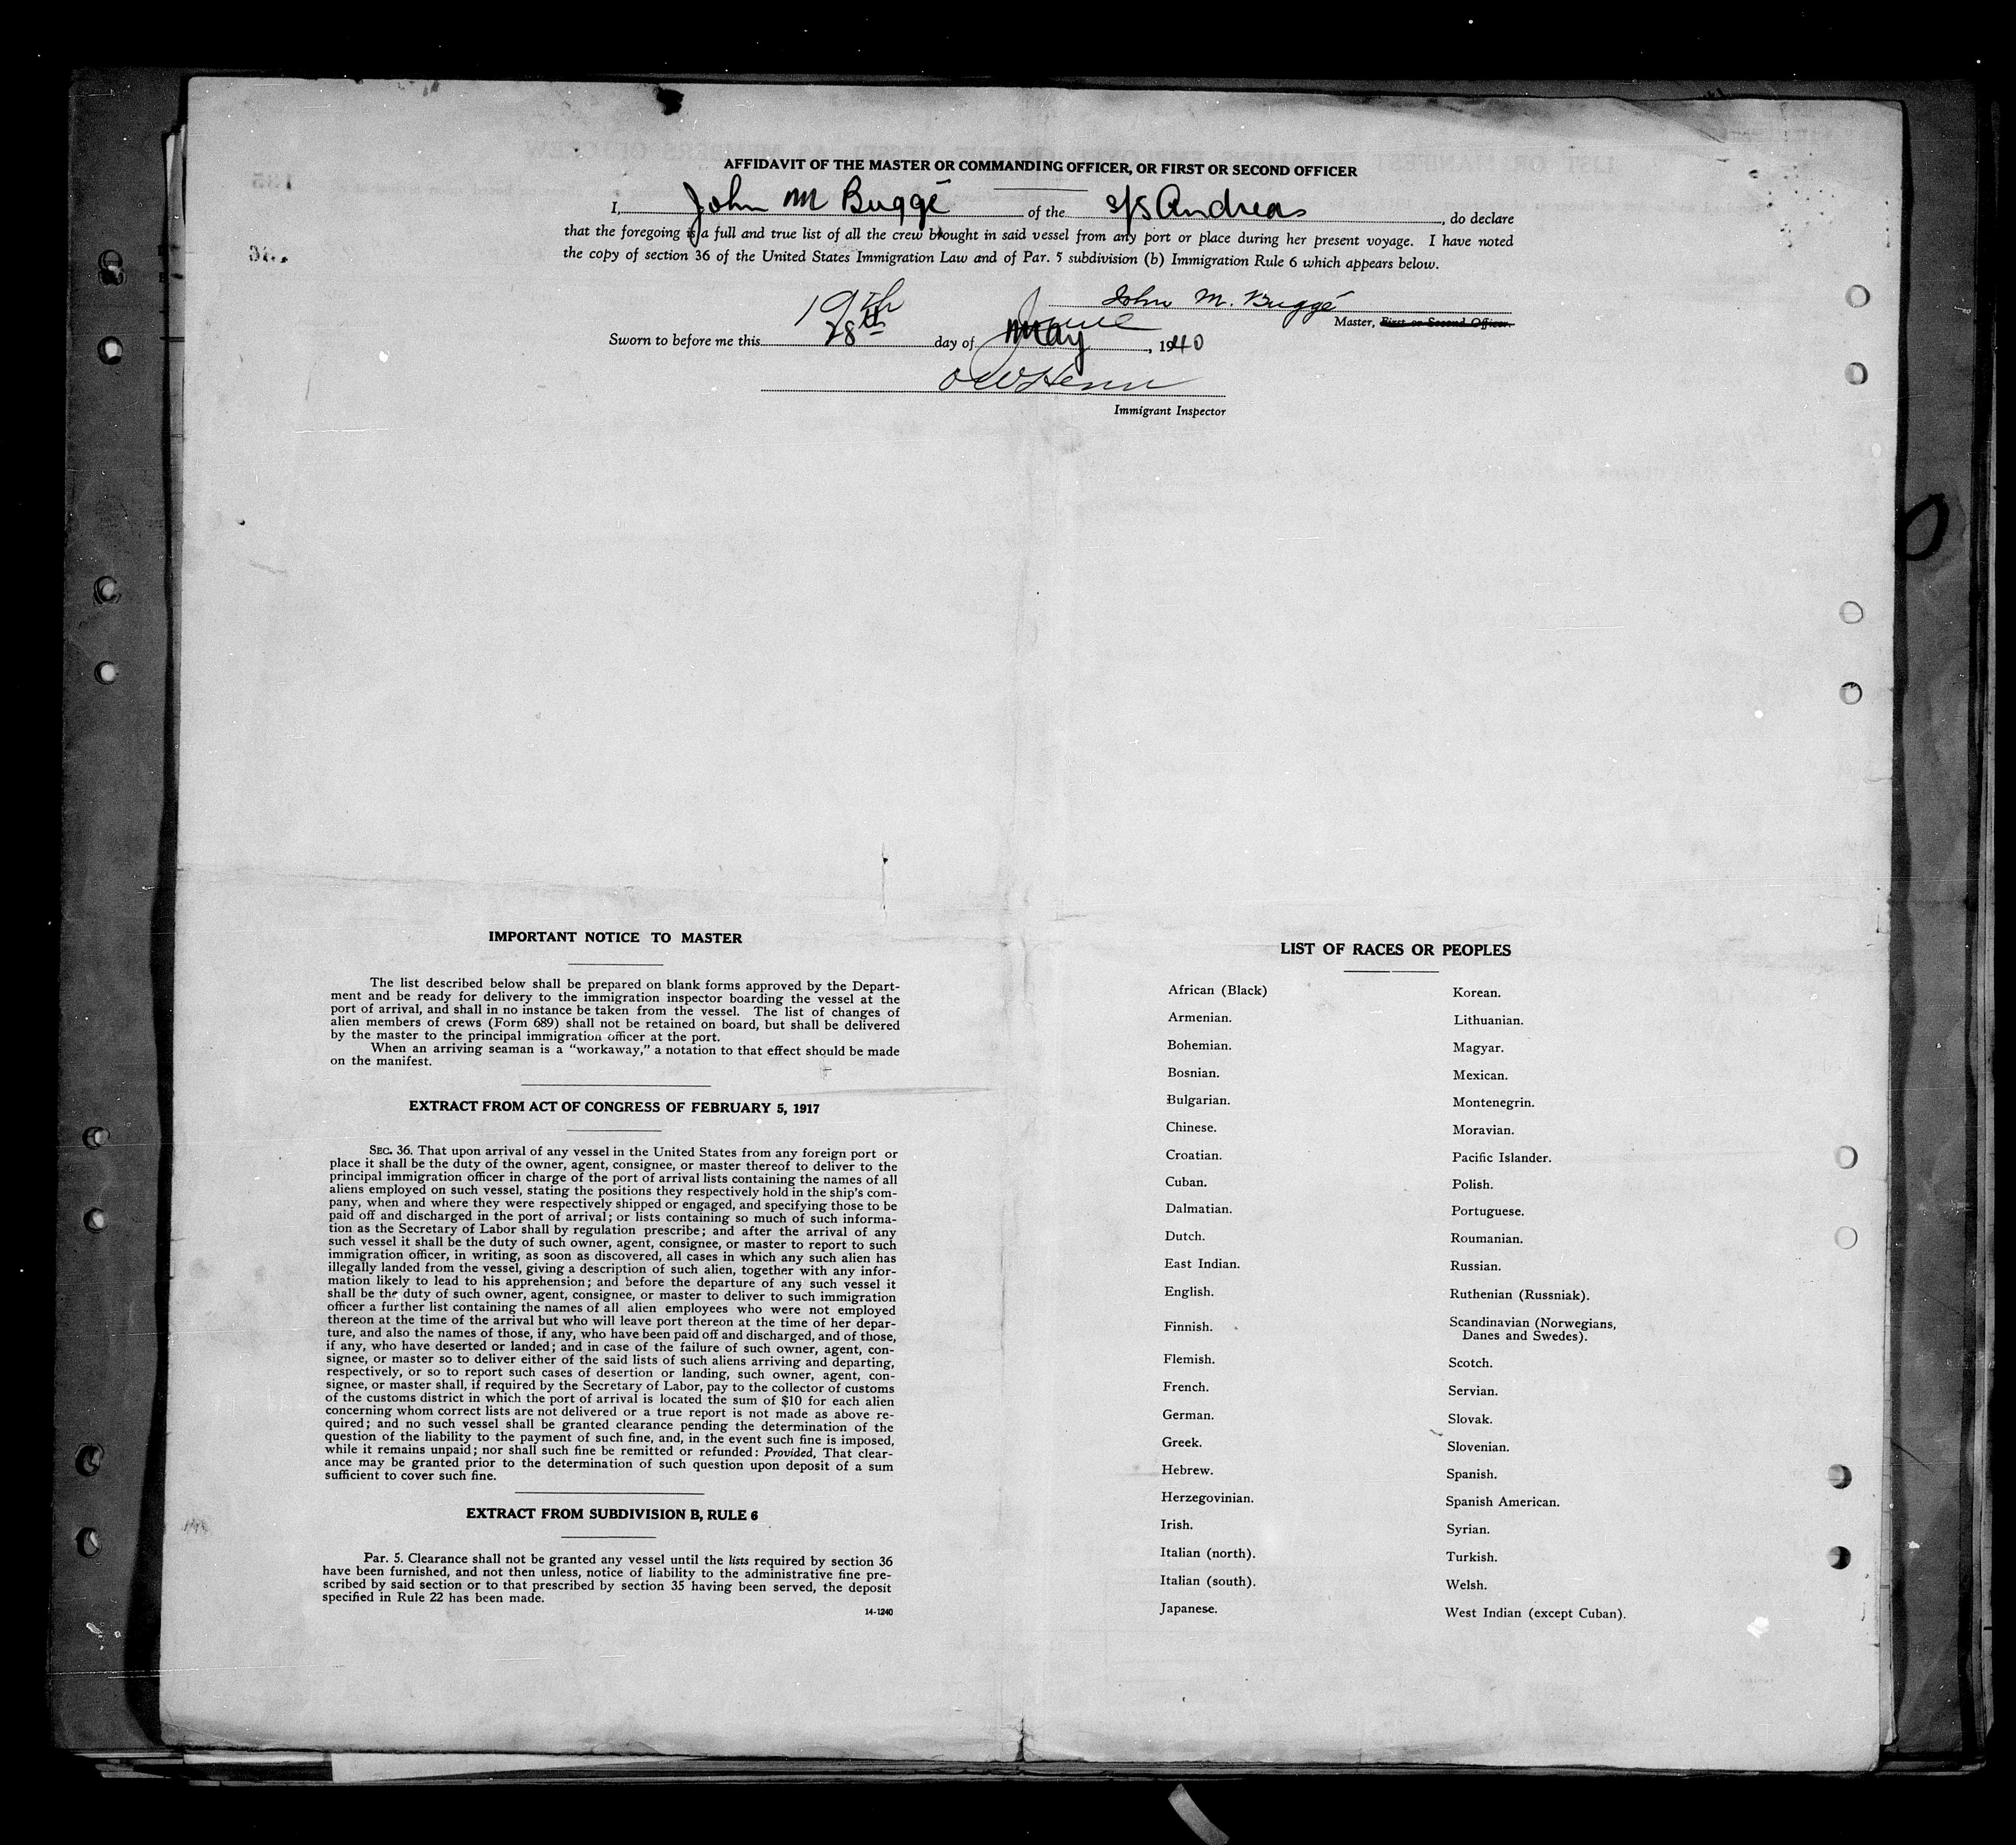 AFFIDAVIT OF THE MASTER OR COMMANDING OFFICER, OR FIRST OR SECOND OFFICER
I, John M Buggé of the s/s Andreas, do declare
that the foregoing is a full and true list of all the crew brought in said vessel from any port or place during her present voyage. I have noted
the copy of section 36 of the United States Immigration Law and of Par. 5 subdivision (b) Immigration Rule 6 which appears below.
John M. Buggé
Master, First or Second Officer.
19th June
Sworn to before me this 28th day of May, 1940
Immigrant Inspector
IMPORTANT NOTICE TO MASTER
The list described below shall be prepared on blank forms approved by the Depart-
ment and be ready for delivery to the immigration inspector boarding the vessel at the
port of arrival, and shall in no instance be taken from the vessel. The list of changes of
alien members of crews (Form 689) shall not be retained on board, but shall be delivered
by the master to the principal immigration officer at the port.
When an arriving seaman is a “workaway,” a notation to that effect should be made
on the manifest.
EXTRACT FROM ACT OF CONGRESS OF FEBRUARY 5, 1917
SEC. 36. That upon arrival of any vessel in the United States from any foreign port or
place it shall be the duty of the owner, agent, consignee, or master thereof to deliver to the
principal immigration officer in charge of the port of arrival lists containing the names of all
aliens employed on such vessel, stating the positions they respectively hold in the ship's com-
pany, when and where they were respectively shipped or engaged, and specifying those to be
paid off and discharged in the port of arrival; or lists containing so much of such informa-
tion as the Secretary of Labor shall by regulation prescribe; and after the arrival of any
such vessel it shall be the duty of such owner, agent, consignee, or master to report to such
immigration officer, in writing, as soon as discovered, all cases in which any such alien has
illegally landed from the vessel, giving a description of such alien, together with any infor-
mation likely to lead to his apprehension; and before the departure of any such vessel it
shall be the duty of such owner, agent, consignee, or master to deliver to such immigration
officer a further list containing the names of all alien employees who were not employed
thereon at the time of the arrival but who will leave port thereon at the time of her depar-
ture, and also the names of those, if any, who have been paid off and discharged, and of those,
if any, who have deserted or landed; and in case of the failure of such owner, agent, con-
signee, or master so to deliver either of the said lists of such aliens arriving and departing,
respectively, or so to report such cases of desertion or landing, such owner, agent, con-
signee, or master shall, if required by the Secretary of Labor, pay to the collector of customs
of the customs district in which the port of arrival is located the sum of $10 for each alien
concerning whom correct lists are not delivered or a true report is not made as above re-
quired; and no such vessel shall be granted clearance pending the determination of the
question of the liability to the payment of such fine, and, in the event such fine is imposed,
while it remains unpaid; nor shall such fine be remitted or refunded: Provided, That clear-
ance may be granted prior to the determination of such question upon deposit of a sum
sufficient to cover such fine.
EXTRACT FROM SUBDIVISION B, RULE 6
Par. 5. Clearance shall not be granted any vessel until the lists required by section 36
have been furnished, and not then unless, notice of liability to the administrative fine pre-
scribed by said section or to that prescribed by section 35 having been served, the deposit
specified in Rule 22 has been made.
14-1240
LIST OF RACES OR PEOPLES
African (Black)
Armenian.
Bohemian.
Bosnian.
Bulgarian.
Chinese.
Croatian.
Cuban.
Dalmatian.
Dutch.
East Indian.
English.
Finnish.
Flemish.
French.
German.
Greek.
Hebrew.
Herzegovinian.
Irish.
Italian (north).
Italian (south).
Japanese.
Korean.
Lithuanian.
Magyar.
Mexican.
Montenegrin.
Moravian.
Pacific Islander.
Polish.
Portuguese.
Roumanian.
Russian.
Ruthenian (Russniak).
Scandinavian (Norwegians,
Danes and Swedes).
Scotch.
Servian.
Slovak.
Slovenian.
Spanish.
Spanish American.
Syrian.
Turkish.
Welsh.
West Indian (except Cuban).